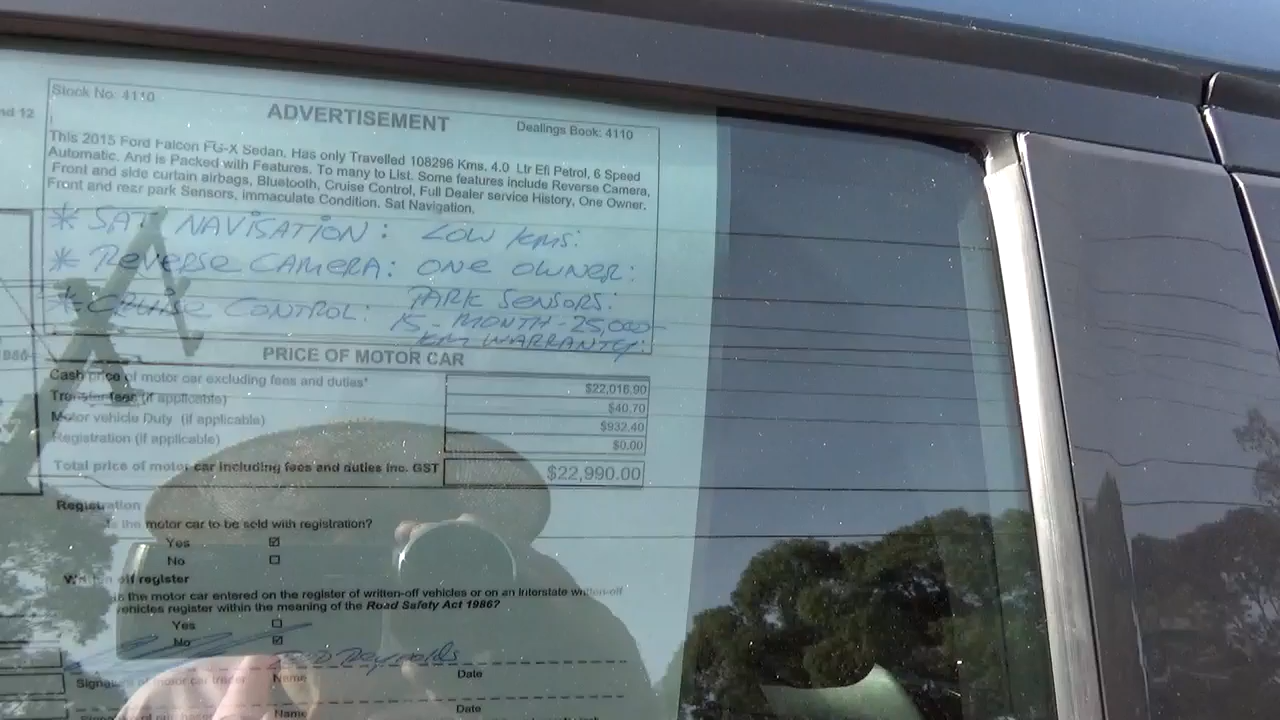 Stock No: 4110
nd 12
ADVERTISEMENT
Dealings Book: 4110
This 2015 Ford Falcon FG-X Sedan, Has only Travelled 108296 Kms, 4.0 Ltr Efi Petrol, 6 Speed
Automatic. And is Packed with Features. To many to List. Some features include Reverse Camera,
Front and side curtain airbags, Bluetooth, Cruise Control, Full Dealer service History, One Owner,
Front and rear park Sensors, immaculate Condition. Sat Navigation.
* SAT NAVISATION: LOW KMS:
* REVERSE CAMERA: ONE OWNER:
* CRUISE CONTROL: PARK SENSORS:
15 - MONTH - 25,000-
KM WARRANTEY:
PRICE OF MOTOR CAR
Cash price of motor car excluding fees and duties* $22,016.90
Transfer fees (if applicable) $40.70
Motor vehicle Duty (if applicable) $932.40
Registration (if applicable) $0.00
Total price of motor car including fees and duties inc. GST $22,990.00
Registration
Is the motor car to be sold with registration?
Yes ☑
No ☐
Written off register
Is the motor car entered on the register of written-off vehicles or on an interstate written-off
vehicles register within the meaning of the Road Safety Act 1986?
Yes ☐
No ☑
Reynolds
Signature of motor car trader Name Date
Name Date